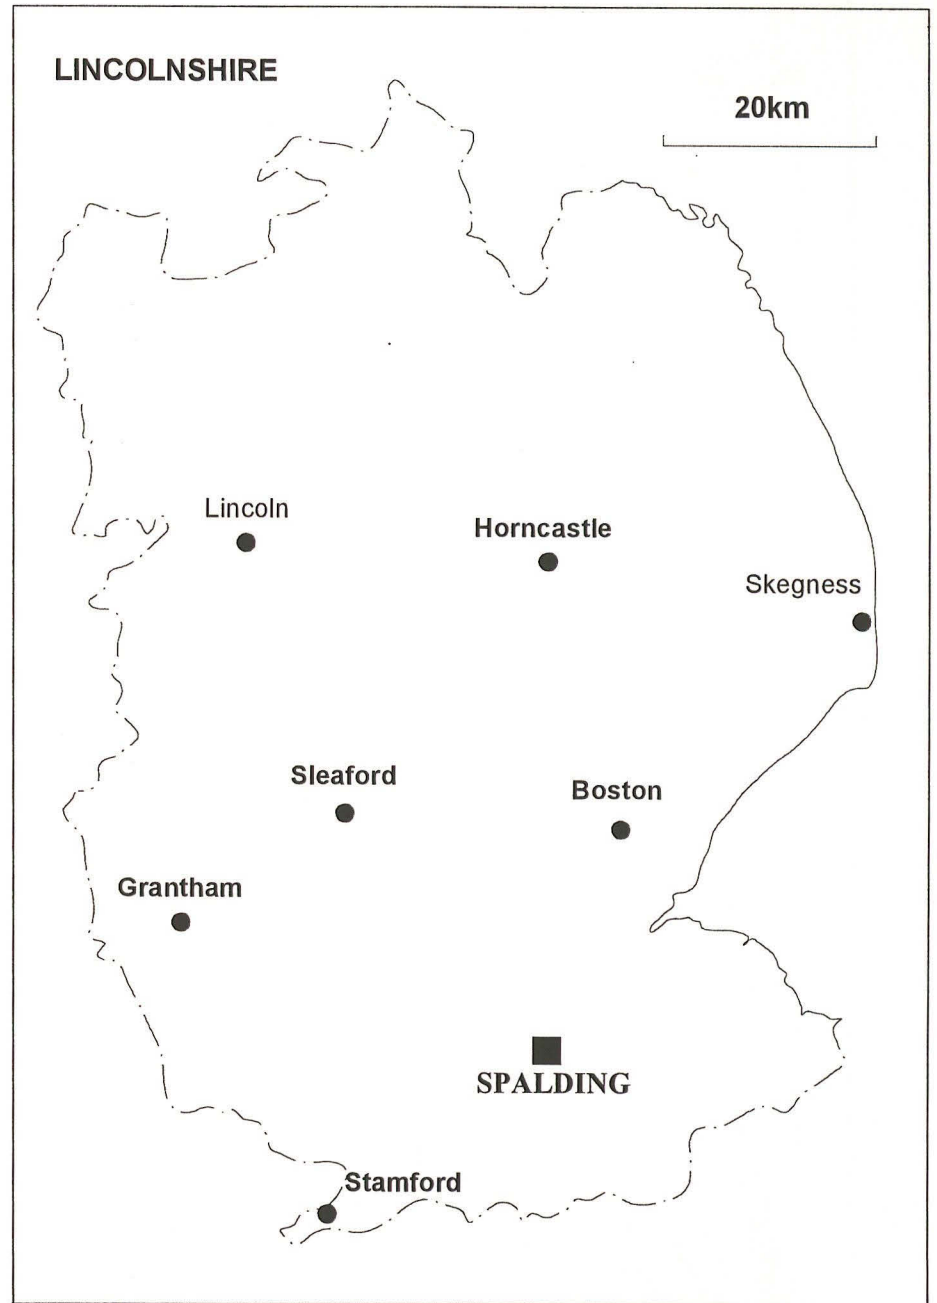 LINCOLNSHIRE
20km
Lincoln
Horncastle
Skegness
Sleaford
Boston
Grantham
SPALDING
Stamford